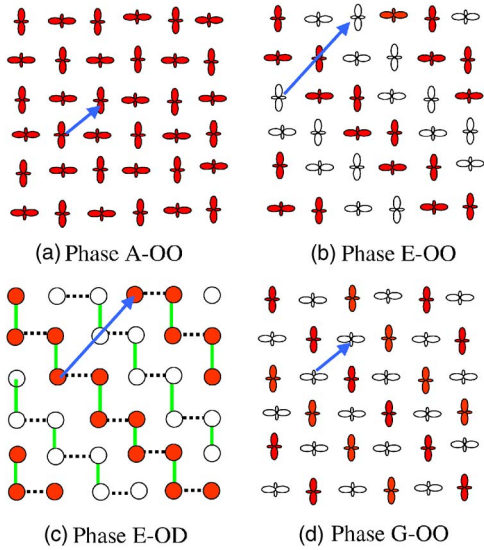 (a) Phase A-OO
(b) Phase E-OO
(c) Phase E-OD
(d) Phase G-OO